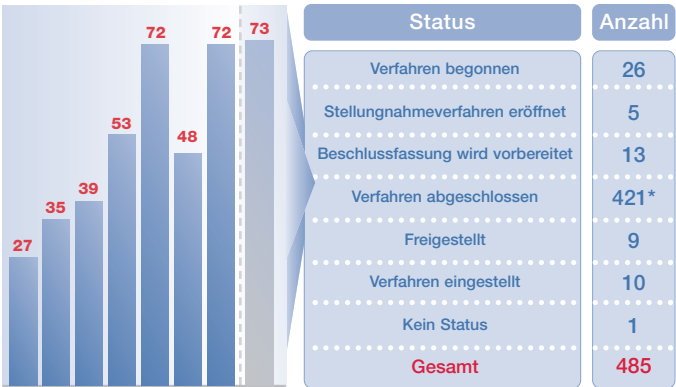 27
35
39
53
72
48
72
73
Status Anzahl
Verfahren begonnen 26
Stellungnahmeverfahren eröffnet 5
Beschlussfassung wird vorbereitet 13
Verfahren abgeschlossen 421*
Freigestellt 9
Verfahren eingestellt 10
Kein Status 1
Gesamt 485